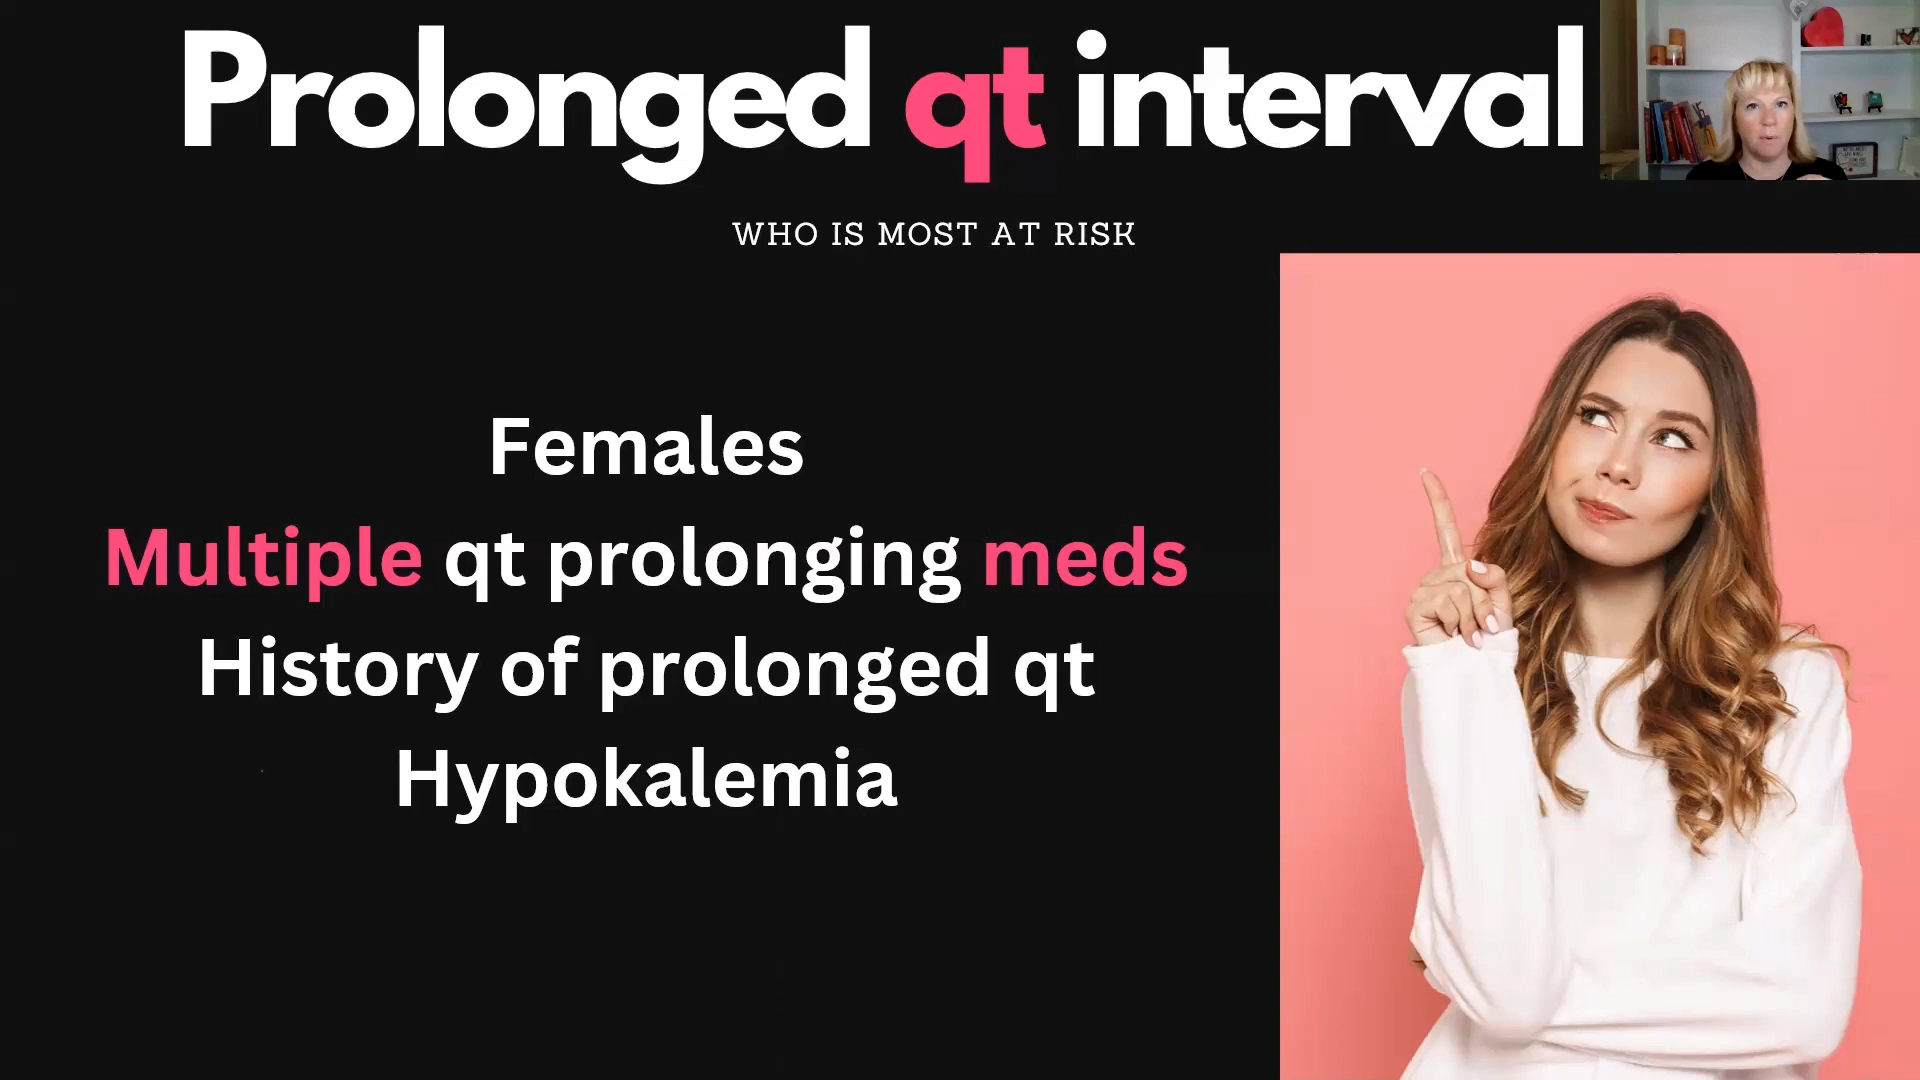 Prolonged qt interval
WHO IS MOST AT RISK
Females
Multiple qt prolonging meds
History of prolonged qt
Hypokalemia